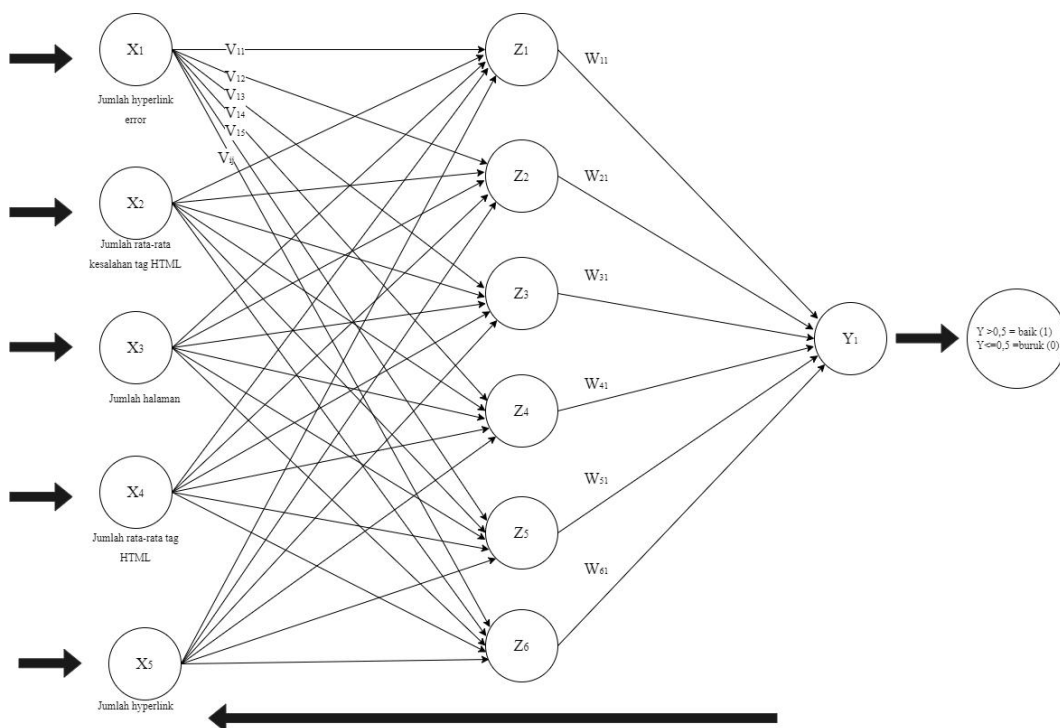 X1
Jumlah hyperlink
error
X2
Jumlah rata-rata
kesalahan tag HTML
X3
Jumlah halaman
X4
Jumlah rata-rata tag
HTML
X5
Jumlah hyperlink
V11
V12
V13
V14
V15
Vij
Z1
Z2
Z3
Z4
Z5
Z6
W11
W21
W31
W41
W51
W61
Y1
Y >0,5 = baik (1)
Y<=0,5 =buruk (0)